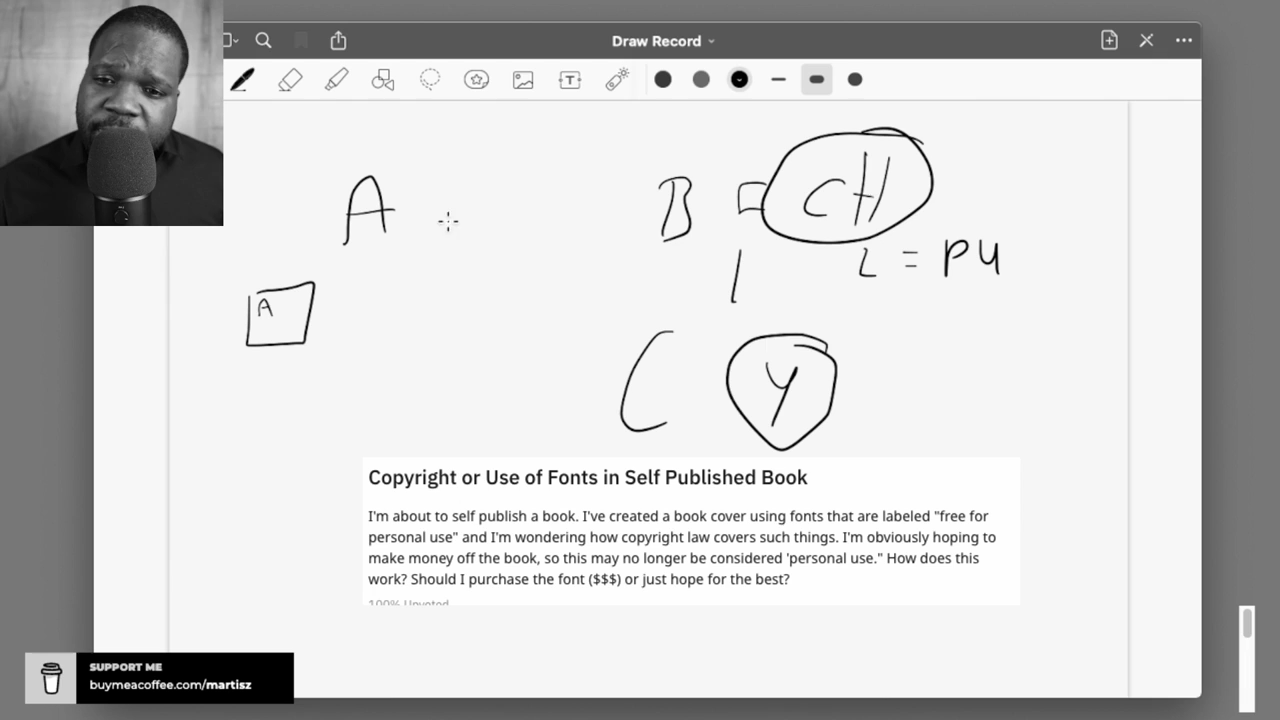 Draw Record
T
A
B
CH
L = P4
A
C
Y
Copyright or Use of Fonts in Self Published Book
I'm about to self publish a book. I've created a book cover using fonts that are labeled "free for
personal use" and I'm wondering how copyright law covers such things. I'm obviously hoping to
make money off the book, so this may no longer be considered 'personal use." How does this
work? Should I purchase the font ($$$) or just hope for the best?
100% Upvoted
SUPPORT ME
buymeacoffee.com/martisz